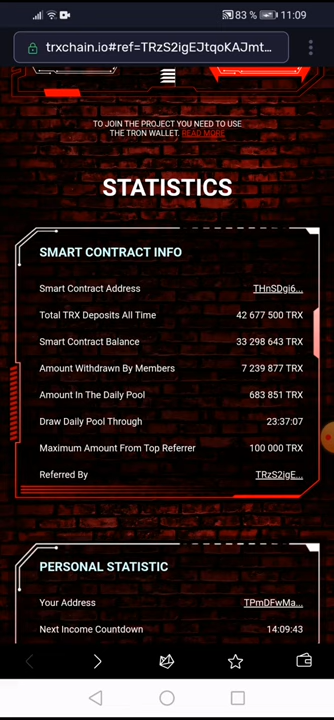 83 % 11:09
trxchain.io#ref=TRzS2igEJtqoKAJmt...
TO JOIN THE PROJECT YOU NEED TO USE
THE TRON WALLET. READ MORE
STATISTICS
SMART CONTRACT INFO
Smart Contract Address THnSDgi6...
Total TRX Deposits All Time 42 677 500 TRX
Smart Contract Balance 33 298 643 TRX
Amount Withdrawn By Members 7 239 877 TRX
Amount In The Daily Pool 683 851 TRX
Draw Daily Pool Through 23:37:07
Maximum Amount From Top Referrer 100 000 TRX
Referred By TRzS2igE...
PERSONAL STATISTIC
Your Address TPmDFwMa...
Next Income Countdown 14:09:43